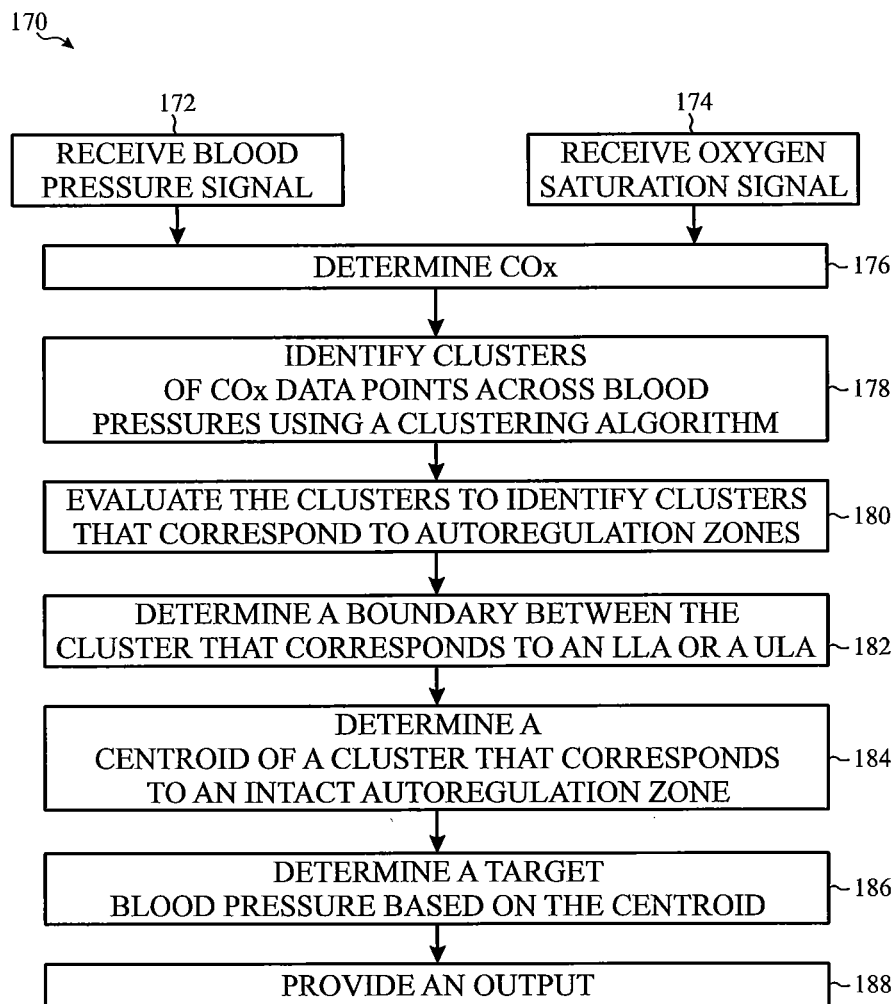 170
172
174
RECEIVE BLOOD
PRESSURE SIGNAL
RECEIVE OXYGEN
SATURATION SIGNAL
DETERMINE COx
176
IDENTIFY CLUSTERS
OF COx DATA POINTS ACROSS BLOOD
PRESSURES USING A CLUSTERING ALGORITHM
178
EVALUATE THE CLUSTERS TO IDENTIFY CLUSTERS
THAT CORRESPOND TO AUTOREGULATION ZONES
180
DETERMINE A BOUNDARY BETWEEN THE
CLUSTER THAT CORRESPONDS TO AN LLA OR A ULA
182
DETERMINE A
CENTROID OF A CLUSTER THAT CORRESPONDS
TO AN INTACT AUTOREGULATION ZONE
184
DETERMINE A TARGET
BLOOD PRESSURE BASED ON THE CENTROID
186
PROVIDE AN OUTPUT
188